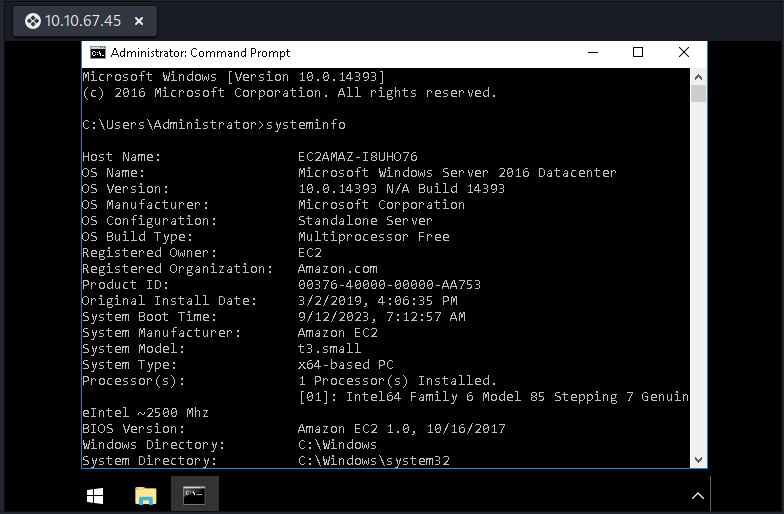 10.10.67.45
Administrator: Command Prompt
Microsoft Windows [Version 10.0.14393]
(c) 2016 Microsoft Corporation. All rights reserved.
C:\Users\Administrator>systeminfo
Host Name: EC2AMAZ-I8UHO76
OS Name: Microsoft Windows Server 2016 Datacenter
OS Version: 10.0.14393 N/A Build 14393
OS Manufacturer: Microsoft Corporation
OS Configuration: Standalone Server
OS Build Type: Multiprocessor Free
Registered Owner: EC2
Registered Organization: Amazon.com
Product ID: 00376-40000-00000-AA753
Original Install Date: 3/2/2019, 4:06:35 PM
System Boot Time: 9/12/2023, 7:12:57 AM
System Manufacturer: Amazon EC2
System Model: t3.small
System Type: x64-based PC
Processor(s): 1 Processor(s) Installed.
[01]: Intel64 Family 6 Model 85 Stepping 7 Genuin
eIntel ~2500 Mhz
BIOS Version: Amazon EC2 1.0, 10/16/2017
Windows Directory: C:\Windows
System Directory: C:\Windows\system32